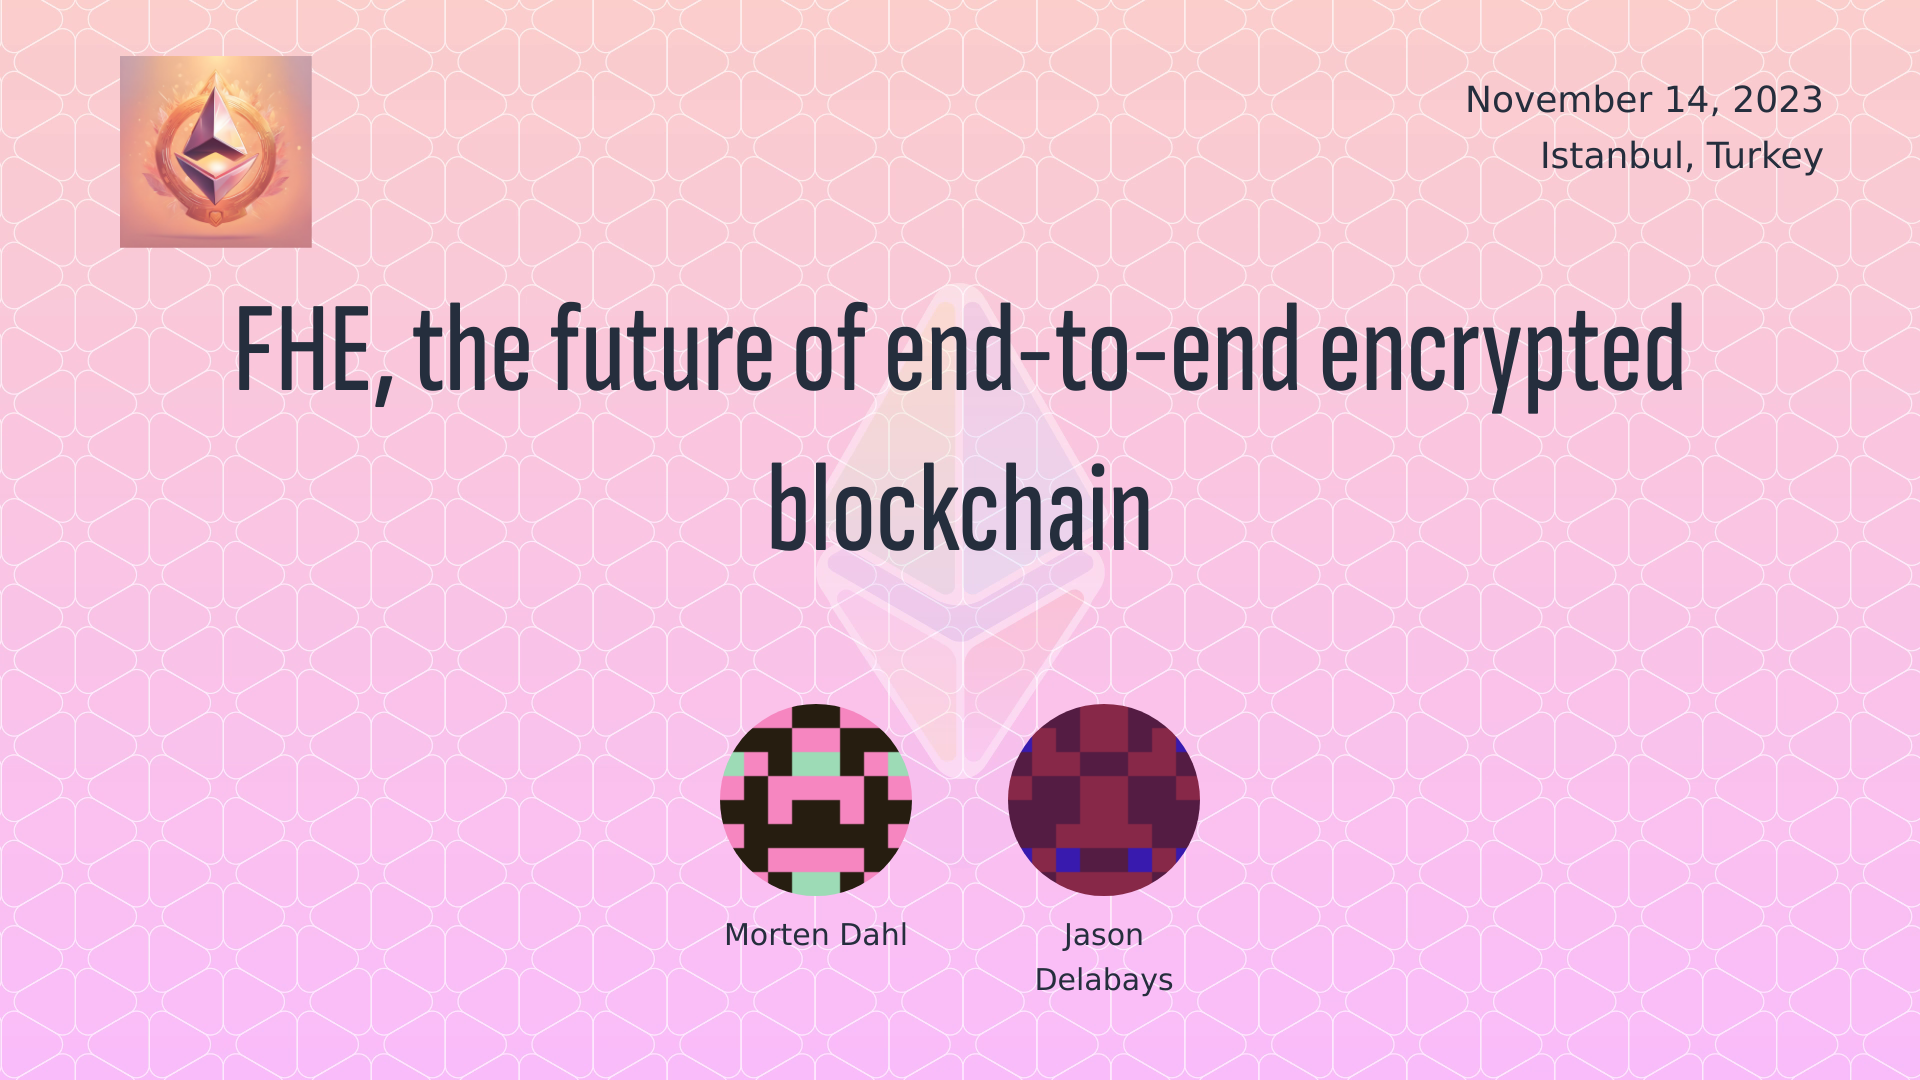 November 14, 2023
Istanbul, Turkey
FHE, the future of end-to-end encrypted
blockchain
Morten Dahl
Jason
Delabays